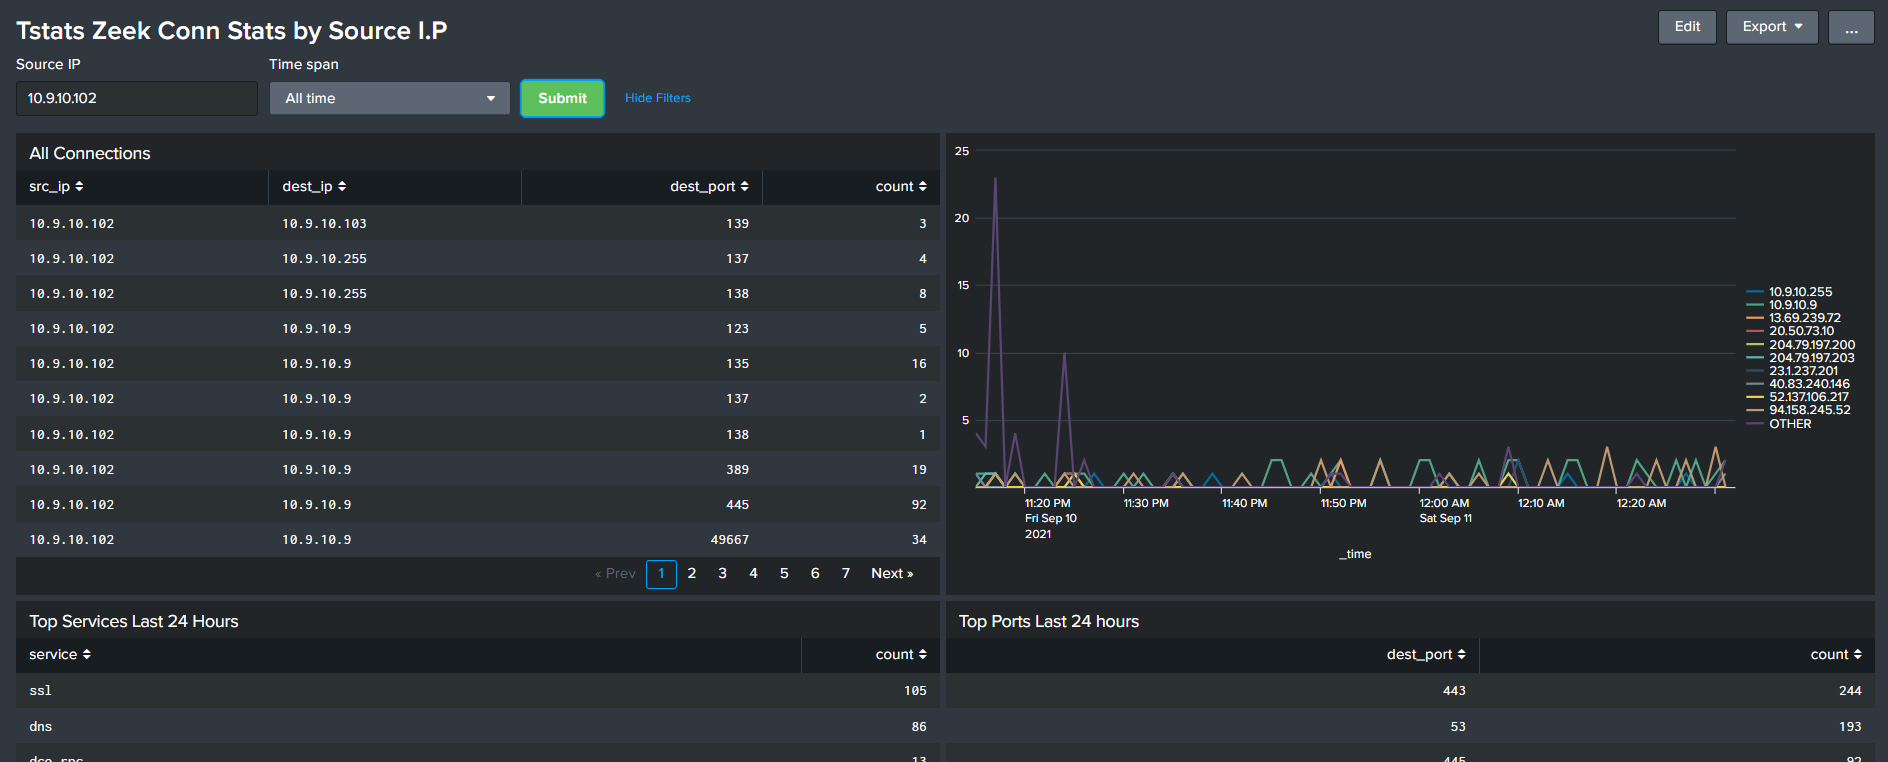 Tstats Zeek Conn Stats by Source I.P
Edit Export ...
Source IP Time span
10.9.10.102 All time Submit Hide Filters
All Connections
src_ip dest_ip dest_port count
10.9.10.102 10.9.10.103 139 3
10.9.10.102 10.9.10.255 137 4
10.9.10.102 10.9.10.255 138 8
10.9.10.102 10.9.10.9 123 5
10.9.10.102 10.9.10.9 135 16
10.9.10.102 10.9.10.9 137 2
10.9.10.102 10.9.10.9 138 1
10.9.10.102 10.9.10.9 389 19
10.9.10.102 10.9.10.9 445 92
10.9.10.102 10.9.10.9 49667 34
« Prev 1 2 3 4 5 6 7 Next »
25
20
15
10
5
11:20 PM 11:30 PM 11:40 PM 11:50 PM 12:00 AM 12:10 AM 12:20 AM
Fri Sep 10 Sat Sep 11
2021
_time
10.9.10.255
10.9.10.9
13.69.239.72
20.50.73.10
204.79.197.200
204.79.197.203
23.1.237.201
40.83.240.146
52.137.106.217
94.158.245.52
OTHER
Top Services Last 24 Hours
service count
ssl 105
dns 86
dce_rpc 13
Top Ports Last 24 hours
dest_port count
443 244
53 193
445 92